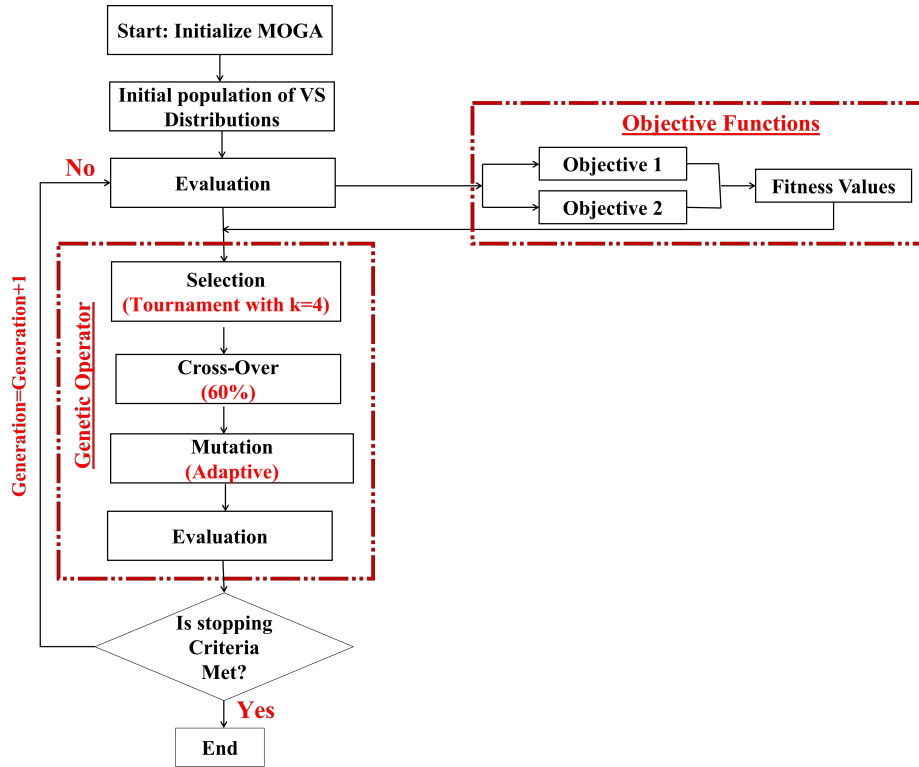 Start: Initialize MOGA
Initial population of VS
Distributions
No
Evaluation
Objective Functions
Objective 1
Objective 2
Fitness Values
Generation=Generation+1
Genetic Operator
Selection
(Tournament with k=4)
Cross-Over
(60%)
Mutation
(Adaptive)
Evaluation
Is stopping
Criteria
Met?
Yes
End